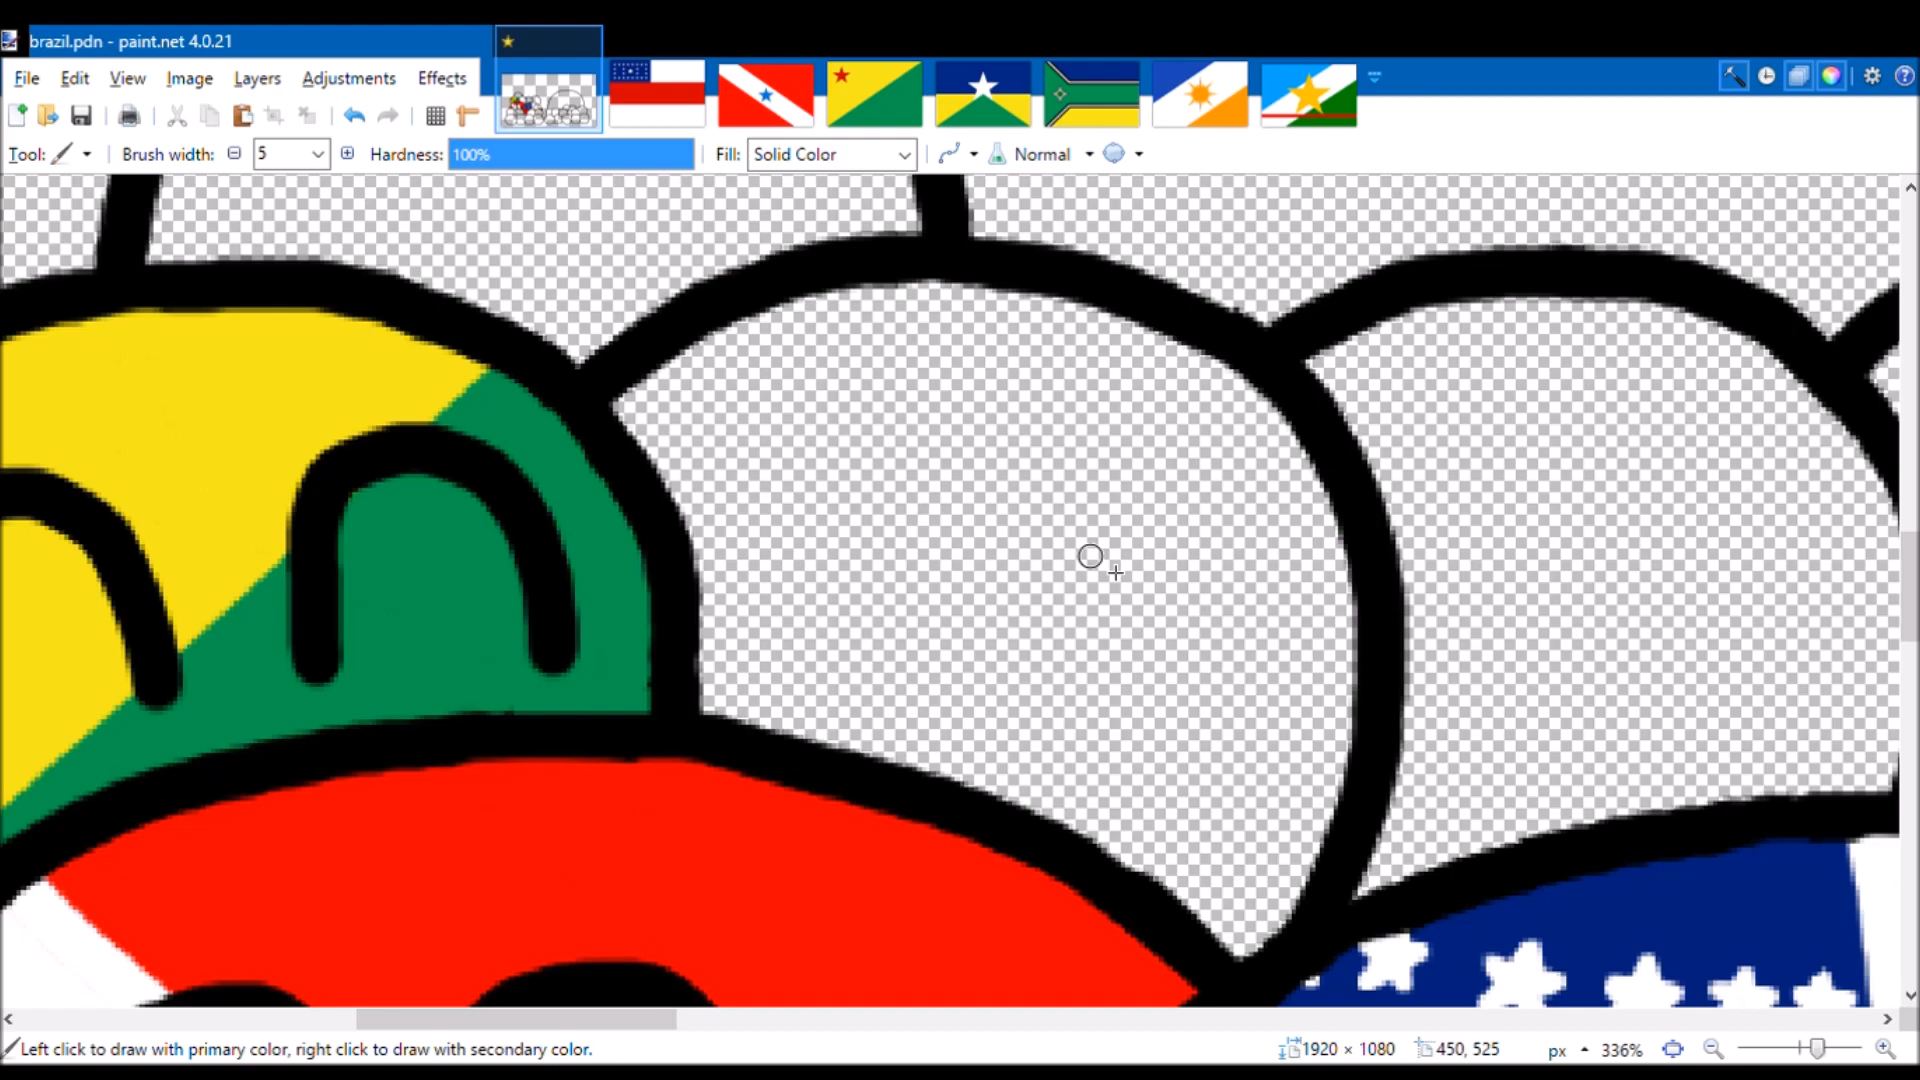 brazil.pdn - paint.net 4.0.21
File Edit View Image Layers Adjustments Effects
Tool: Brush width: 5 Hardness: 100% Fill: Solid Color Normal
Left click to draw with primary color, right click to draw with secondary color. 1920 × 1080 450, 525 px 336%